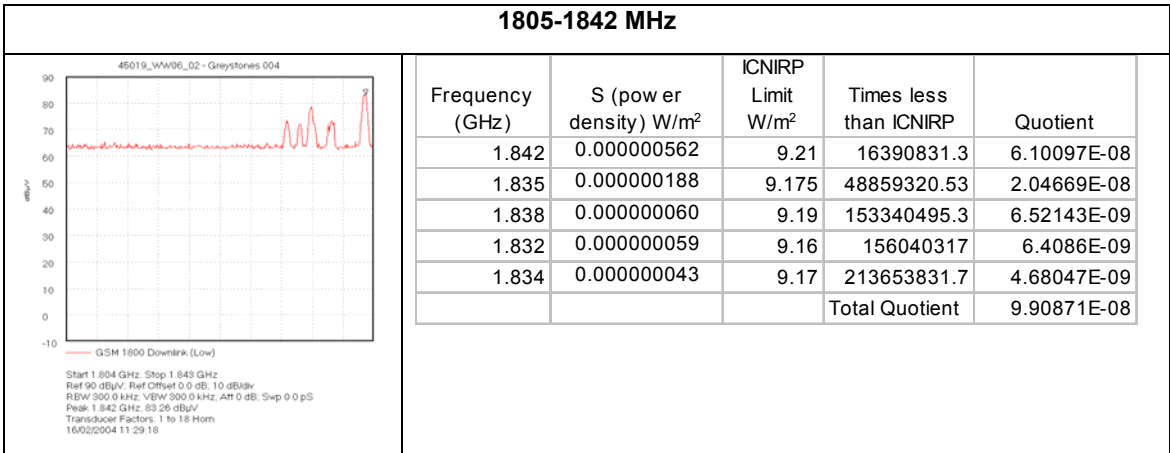 1805-1842 MHz
45019_WW06_02 - Greystones 004
90
80
70
60
50
40
30
20
10
0
-10
dBµV
GSM 1800 Downlink (Low)
Start 1.804 GHz; Stop 1.843 GHz
Ref 90 dBµV; Ref Offset 0.0 dB; 10 dB/div
RBW 300.0 kHz; VBW 300.0 kHz; Att 0 dB; Swp 0.0 pS
Peak 1.842 GHz, 83.26 dBµV
Transducer Factors: 1 to 18 Horn
16/02/2004 11:29:18
Frequency (GHz) S (pow er density) W/m² ICNIRP Limit W/m² Times less than ICNIRP Quotient
1.842 0.000000562 9.21 16390831.3 6.10097E-08
1.835 0.000000188 9.175 48859320.53 2.04669E-08
1.838 0.000000060 9.19 153340495.3 6.52143E-09
1.832 0.000000059 9.16 156040317 6.4086E-09
1.834 0.000000043 9.17 213653831.7 4.68047E-09
Total Quotient 9.90871E-08